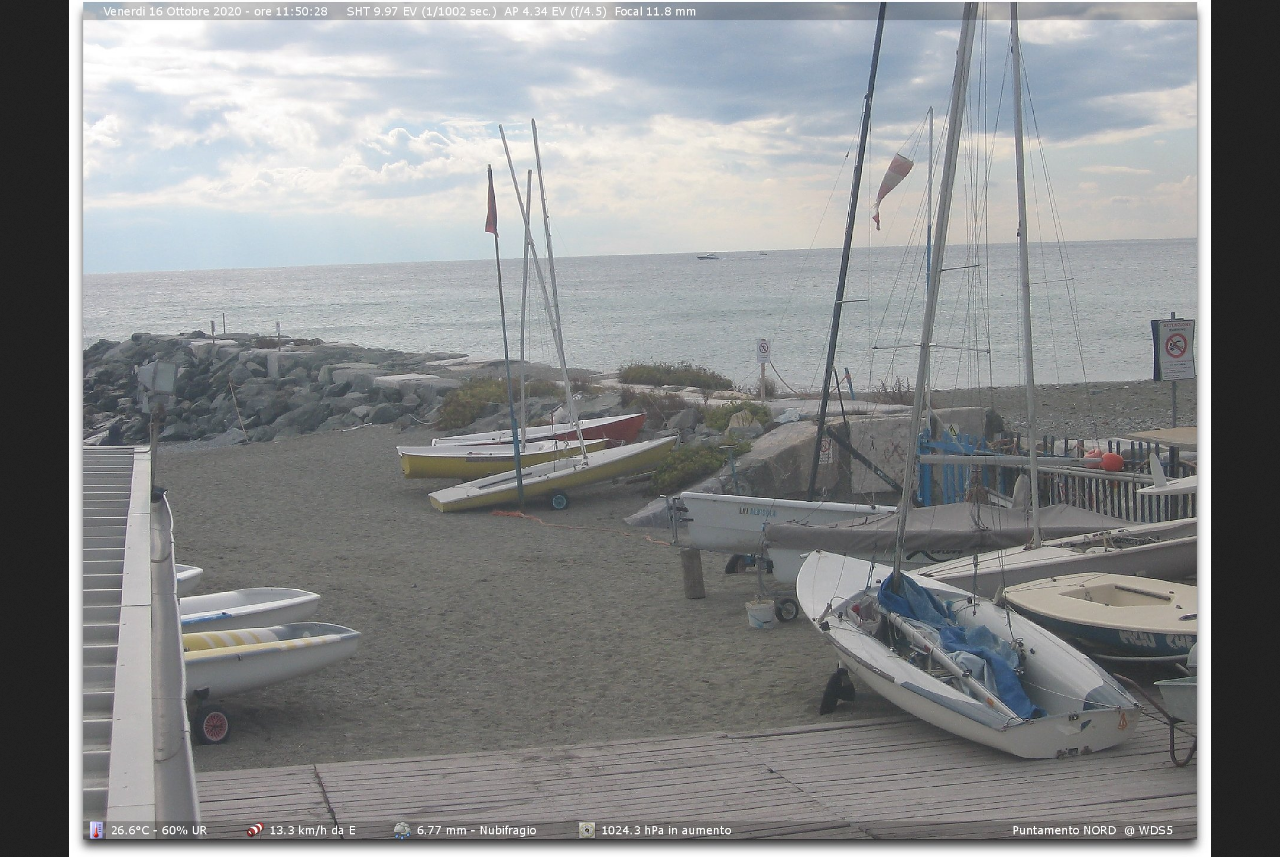 Venerdì 16 Ottobre 2020 - ore 11:50:28 SHT 9.97 EV (1/1002 sec.) AP 4.34 EV (f/4.5) Focal 11.8 mm
26.6°C - 60% UR 13.3 km/h da E 6.77 mm - Nubifragio 1024.3 hPa in aumento Puntamento NORD @ WDS5